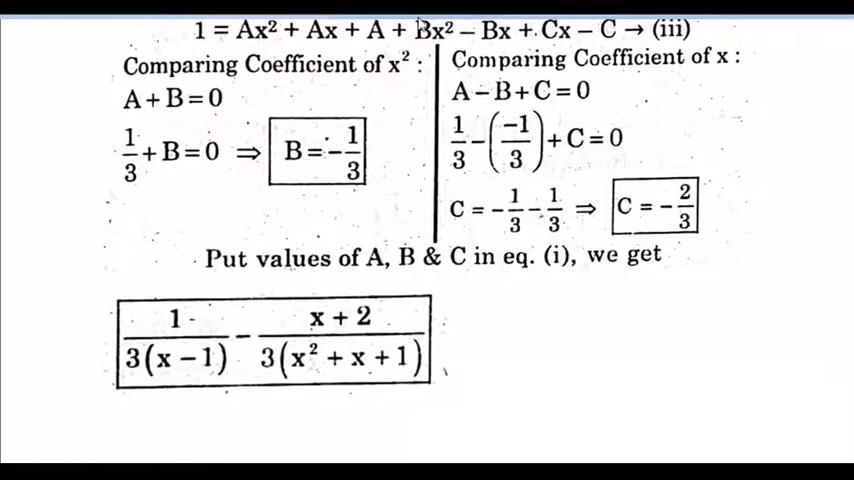 1 = Ax² + Ax + A + Bx² – Bx + Cx – C → (iii)
Comparing Coefficient of x² :
A + B = 0
1/3 + B = 0 ⇒ B = – 1/3
Comparing Coefficient of x :
A – B + C = 0
1/3 – (–1/3) + C = 0
C = – 1/3 – 1/3 ⇒ C = – 2/3
Put values of A, B & C in eq. (i), we get
1/3(x – 1) – x + 2/3(x² + x + 1)